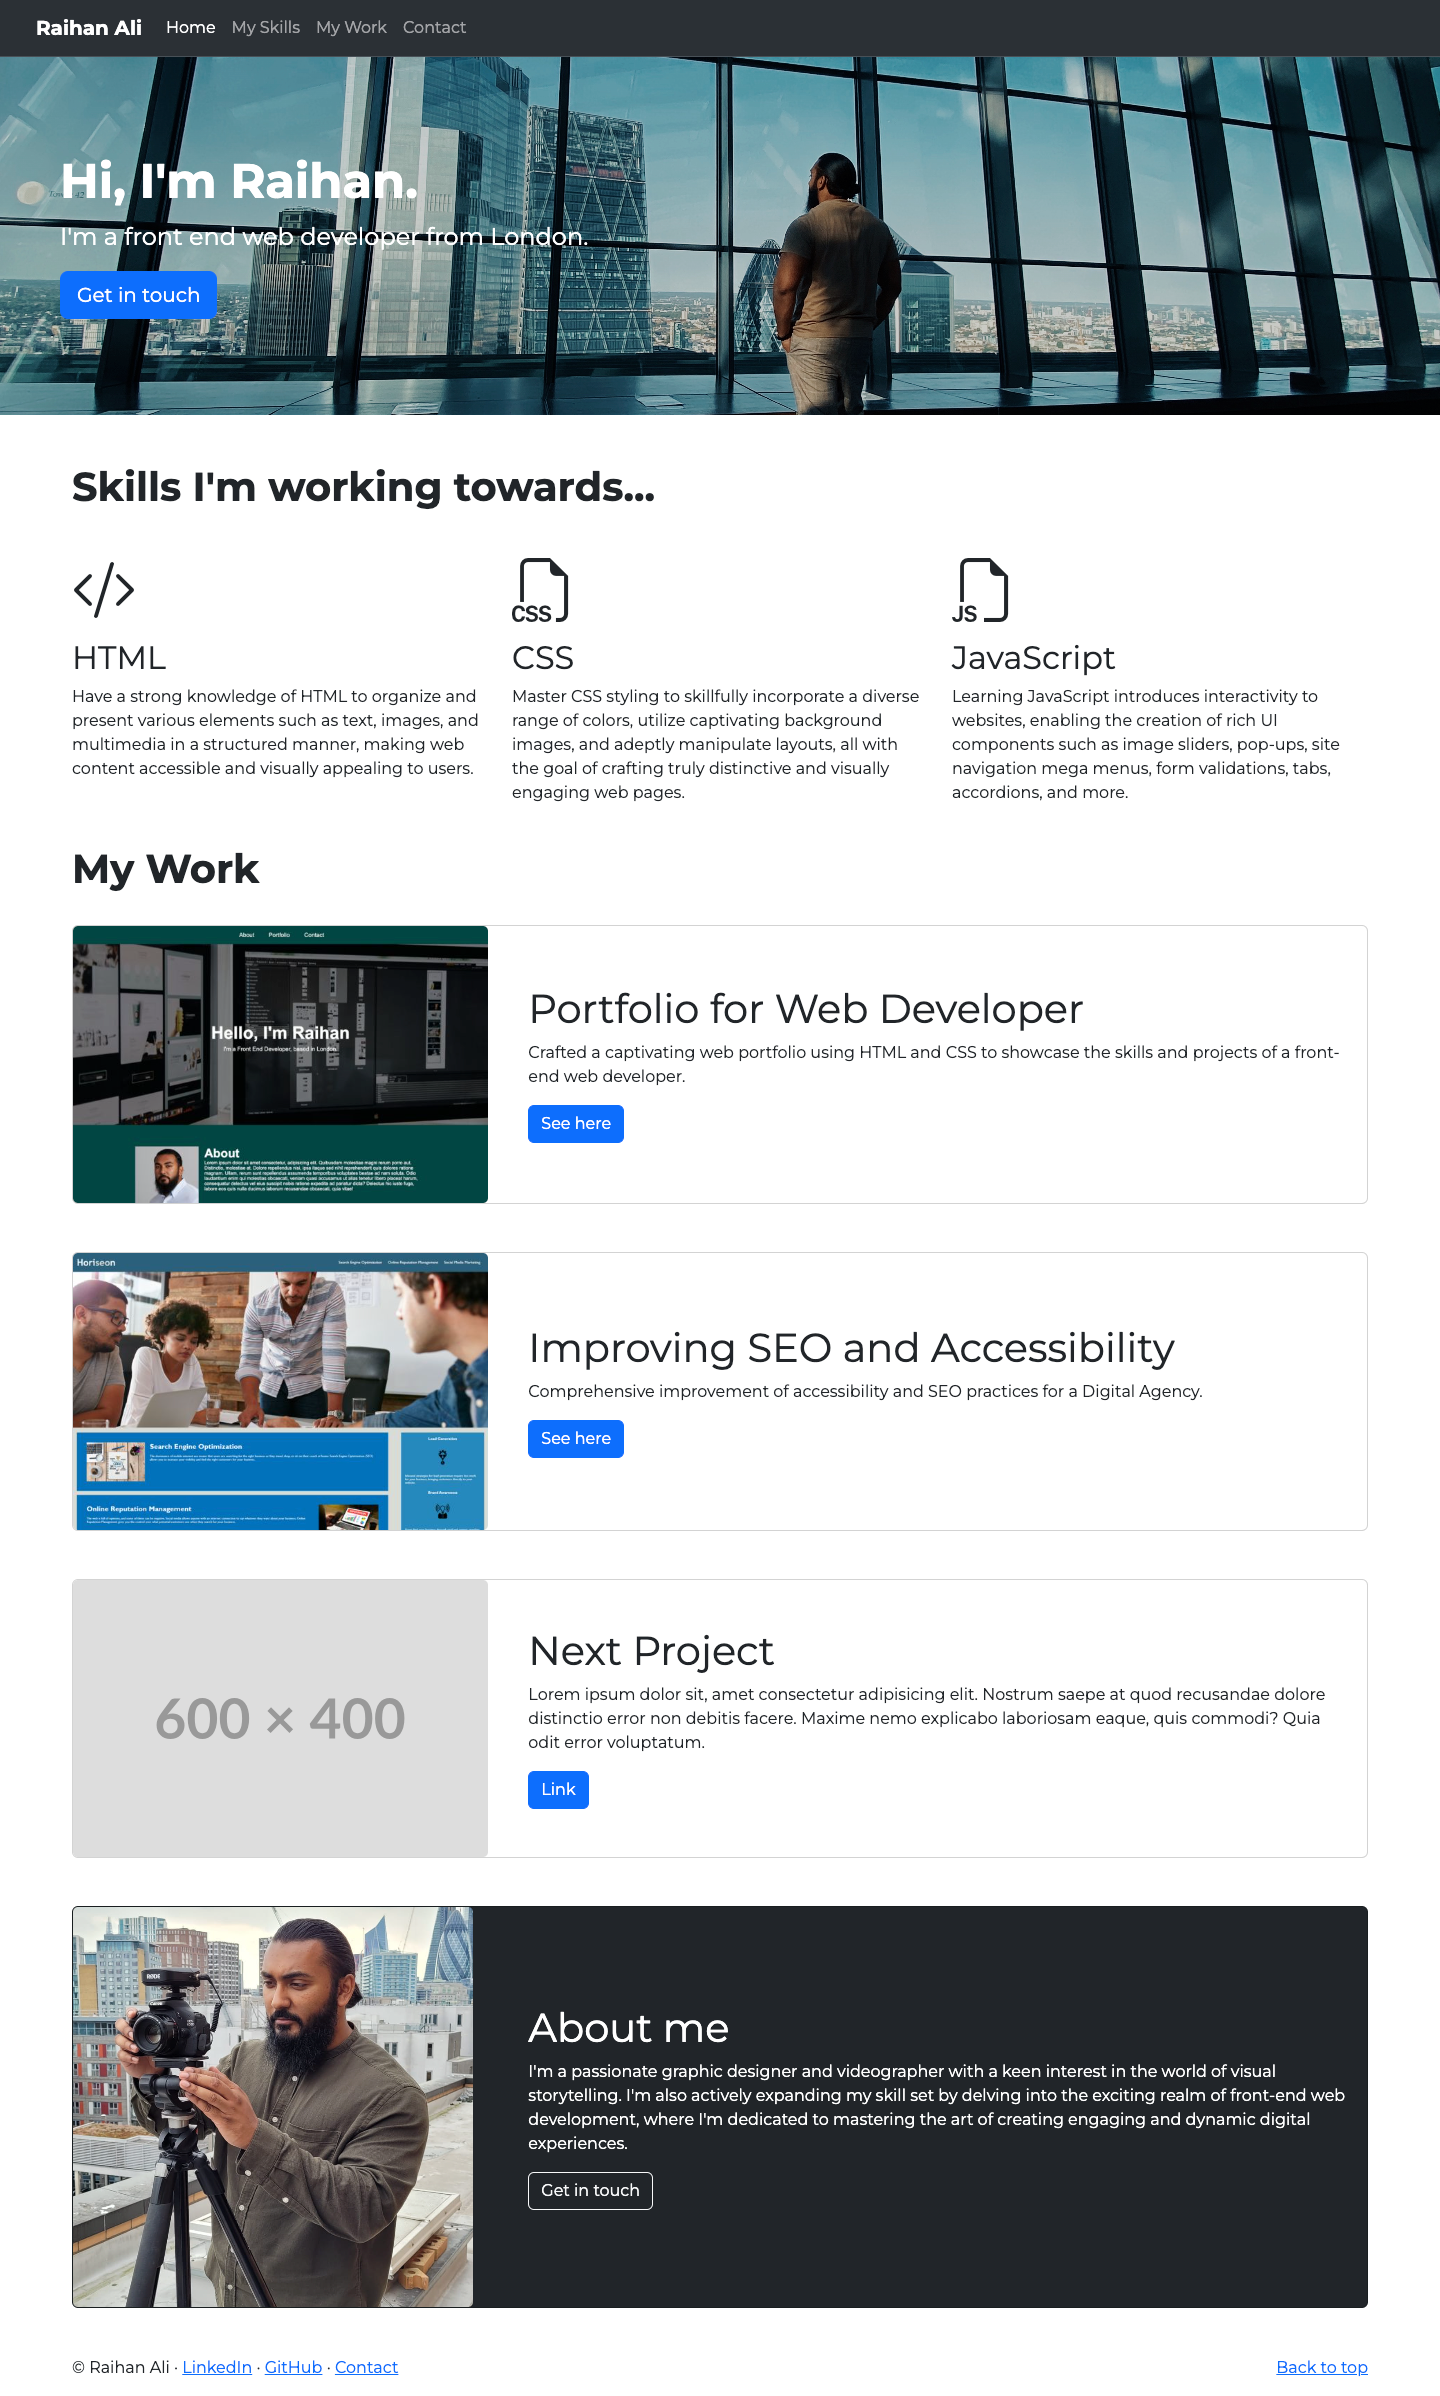 Raihan Ali Home My Skills My Work Contact
Hi, I'm Raihan.
I'm a front end web developer from London.
Get in touch
Skills I'm working towards...
CSS
JS
HTML
Have a strong knowledge of HTML to organize and
present various elements such as text, images, and
multimedia in a structured manner, making web
content accessible and visually appealing to users.
CSS
Master CSS styling to skillfully incorporate a diverse
range of colors, utilize captivating background
images, and adeptly manipulate layouts, all with
the goal of crafting truly distinctive and visually
engaging web pages.
JavaScript
Learning JavaScript introduces interactivity to
websites, enabling the creation of rich UI
components such as image sliders, pop-ups, site
navigation mega menus, form validations, tabs,
accordions, and more.
My Work
About Portfolio Contact
Hello, I'm Raihan
I'm a Front End Developer, based in London.
About
Portfolio for Web Developer
Crafted a captivating web portfolio using HTML and CSS to showcase the skills and projects of a front-
end web developer.
See here
Horiseon
Search Engine Optimization Online Reputation Management Social Media Marketing
Search Engine Optimization
Online Reputation Management
Lead Generation
Brand Awareness
Improving SEO and Accessibility
Comprehensive improvement of accessibility and SEO practices for a Digital Agency.
See here
600 × 400
Next Project
Lorem ipsum dolor sit, amet consectetur adipisicing elit. Nostrum saepe at quod recusandae dolore
distinctio error non debitis facere. Maxime nemo explicabo laboriosam eaque, quis commodi? Quia
odit error voluptatum.
Link
RODE
About me
I'm a passionate graphic designer and videographer with a keen interest in the world of visual
storytelling. I'm also actively expanding my skill set by delving into the exciting realm of front-end web
development, where I'm dedicated to mastering the art of creating engaging and dynamic digital
experiences.
Get in touch
© Raihan Ali · LinkedIn · GitHub · Contact
Back to top